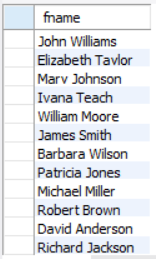 fname
John Williams
Elizabeth Taylor
Mary Johnson
Ivana Teach
William Moore
James Smith
Barbara Wilson
Patricia Jones
Michael Miller
Robert Brown
David Anderson
Richard Jackson